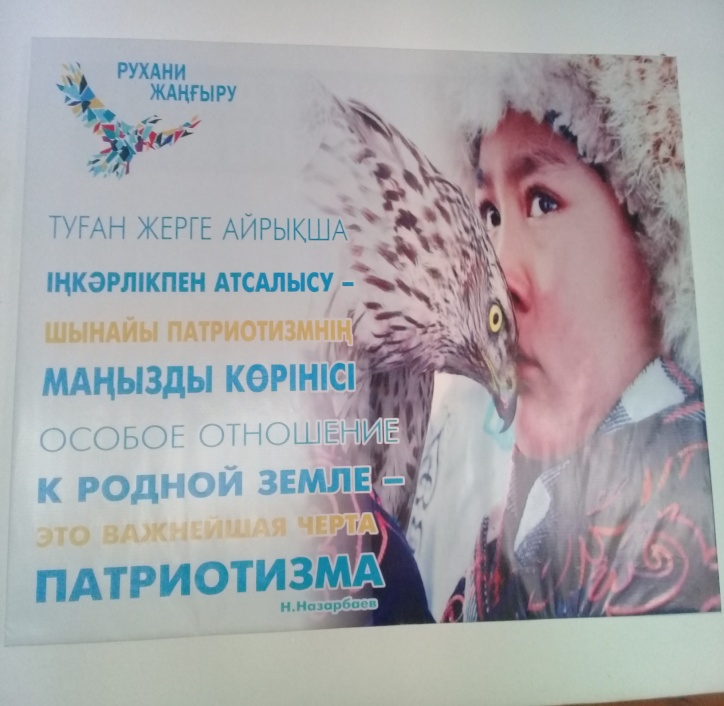 РУХАНИ
ЖАҢҒЫРУ
ТУҒАН ЖЕРГЕ АЙРЫҚША
ІҢКӘРЛІКПЕН АТСАЛЫСУ –
ШЫНАЙЫ ПАТРИОТИЗМНІҢ
МАҢЫЗДЫ КӨРІНІСІ
ОСОБОЕ ОТНОШЕНИЕ
К РОДНОЙ ЗЕМЛЕ –
ЭТО ВАЖНЕЙШАЯ ЧЕРТА
ПАТРИОТИЗМА
Н.Назарбаев